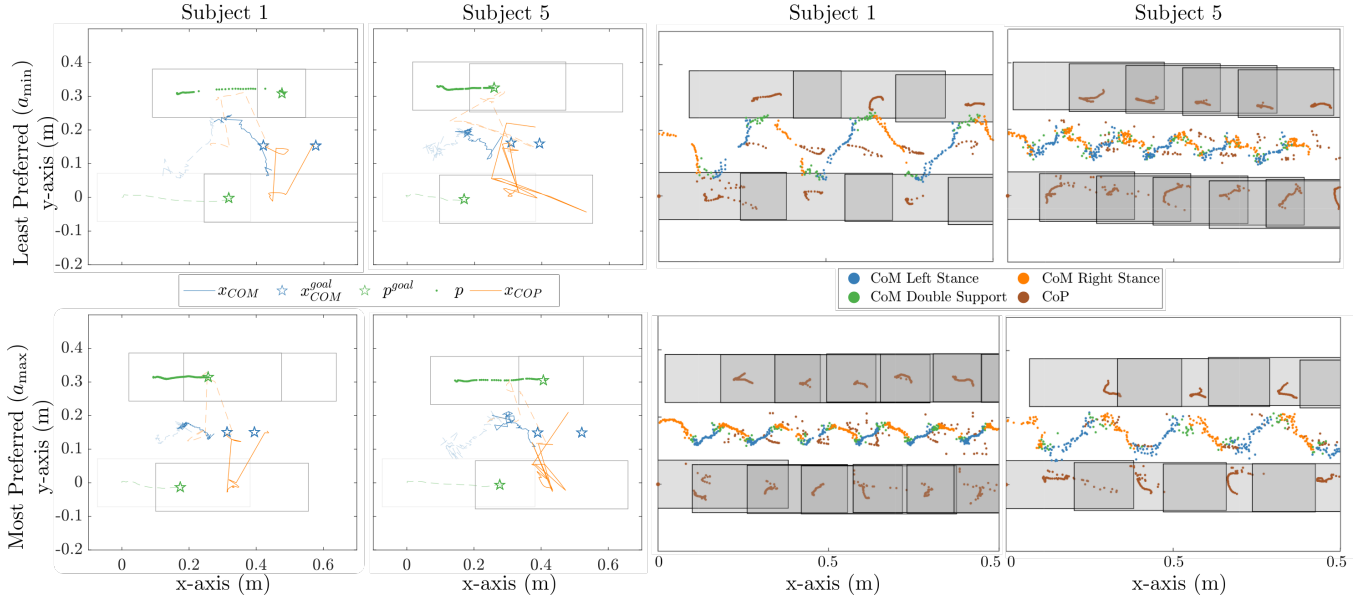 Subject 1
Subject 5
Subject 1
Subject 5
Least Preferred (a_min)
y-axis (m)
0.4
0.3
0.2
0.1
0
-0.1
-0.2
x_COM
x_COM^goal
p^goal
p
x_COP
CoM Left Stance
CoM Right Stance
CoM Double Support
CoP
Most Preferred (a_max)
y-axis (m)
0.4
0.3
0.2
0.1
0
-0.1
-0.2
0
0.2
0.4
0.6
0
0.2
0.4
0.6
0
0.5
0.5
0.5
0.5
x-axis (m)
x-axis (m)
x-axis (m)
x-axis (m)